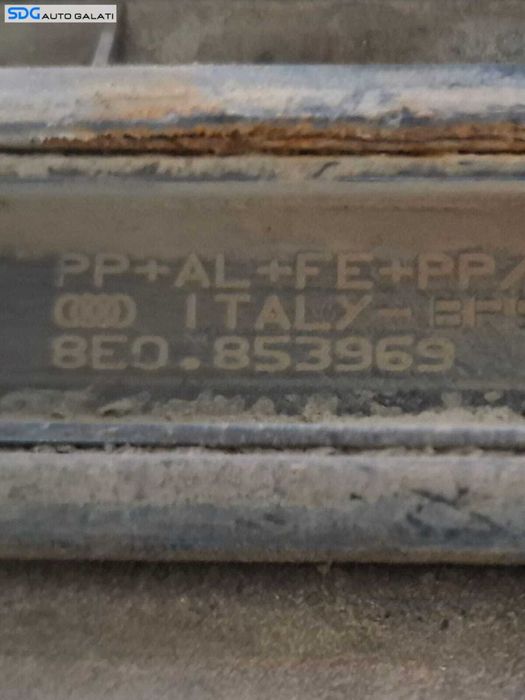 SDG AUTO GALATI
PP+AL+FE+PP/
ITALY-
8E0.853969